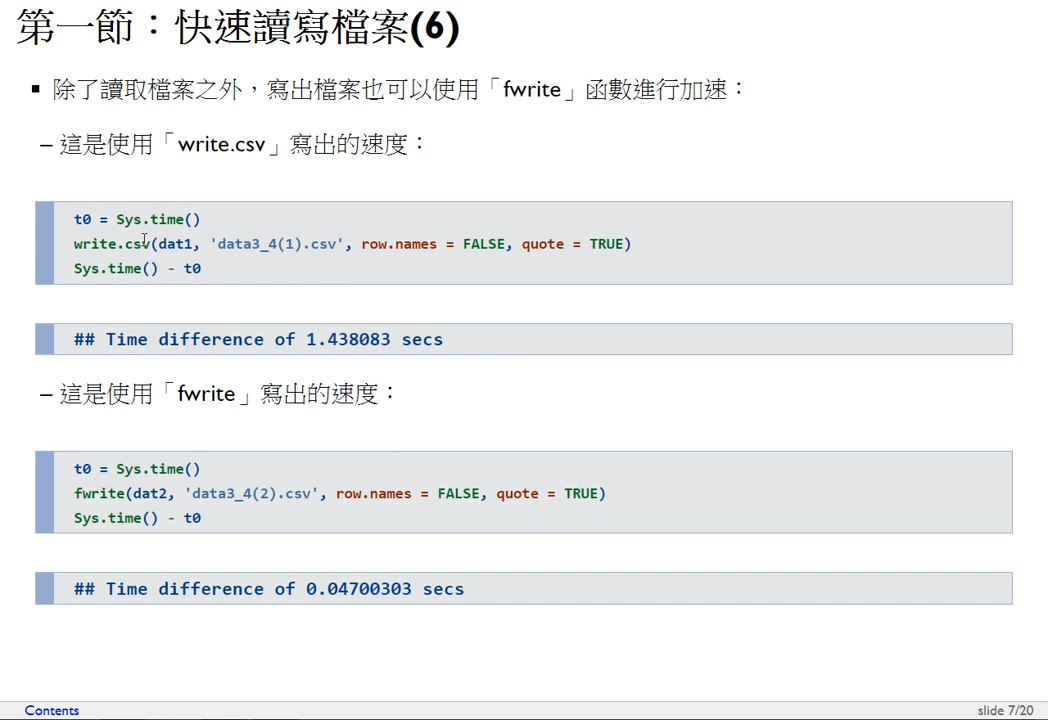 第一節：快速讀寫檔案(6)
▪ 除了讀取檔案之外，寫出檔案也可以使用「fwrite」函數進行加速：
– 這是使用「write.csv」寫出的速度：
t0 = Sys.time()
write.csv(dat1, 'data3_4(1).csv', row.names = FALSE, quote = TRUE)
Sys.time() - t0
## Time difference of 1.438083 secs
– 這是使用「fwrite」寫出的速度：
t0 = Sys.time()
fwrite(dat2, 'data3_4(2).csv', row.names = FALSE, quote = TRUE)
Sys.time() - t0
## Time difference of 0.04700303 secs
Contents
slide 7/20